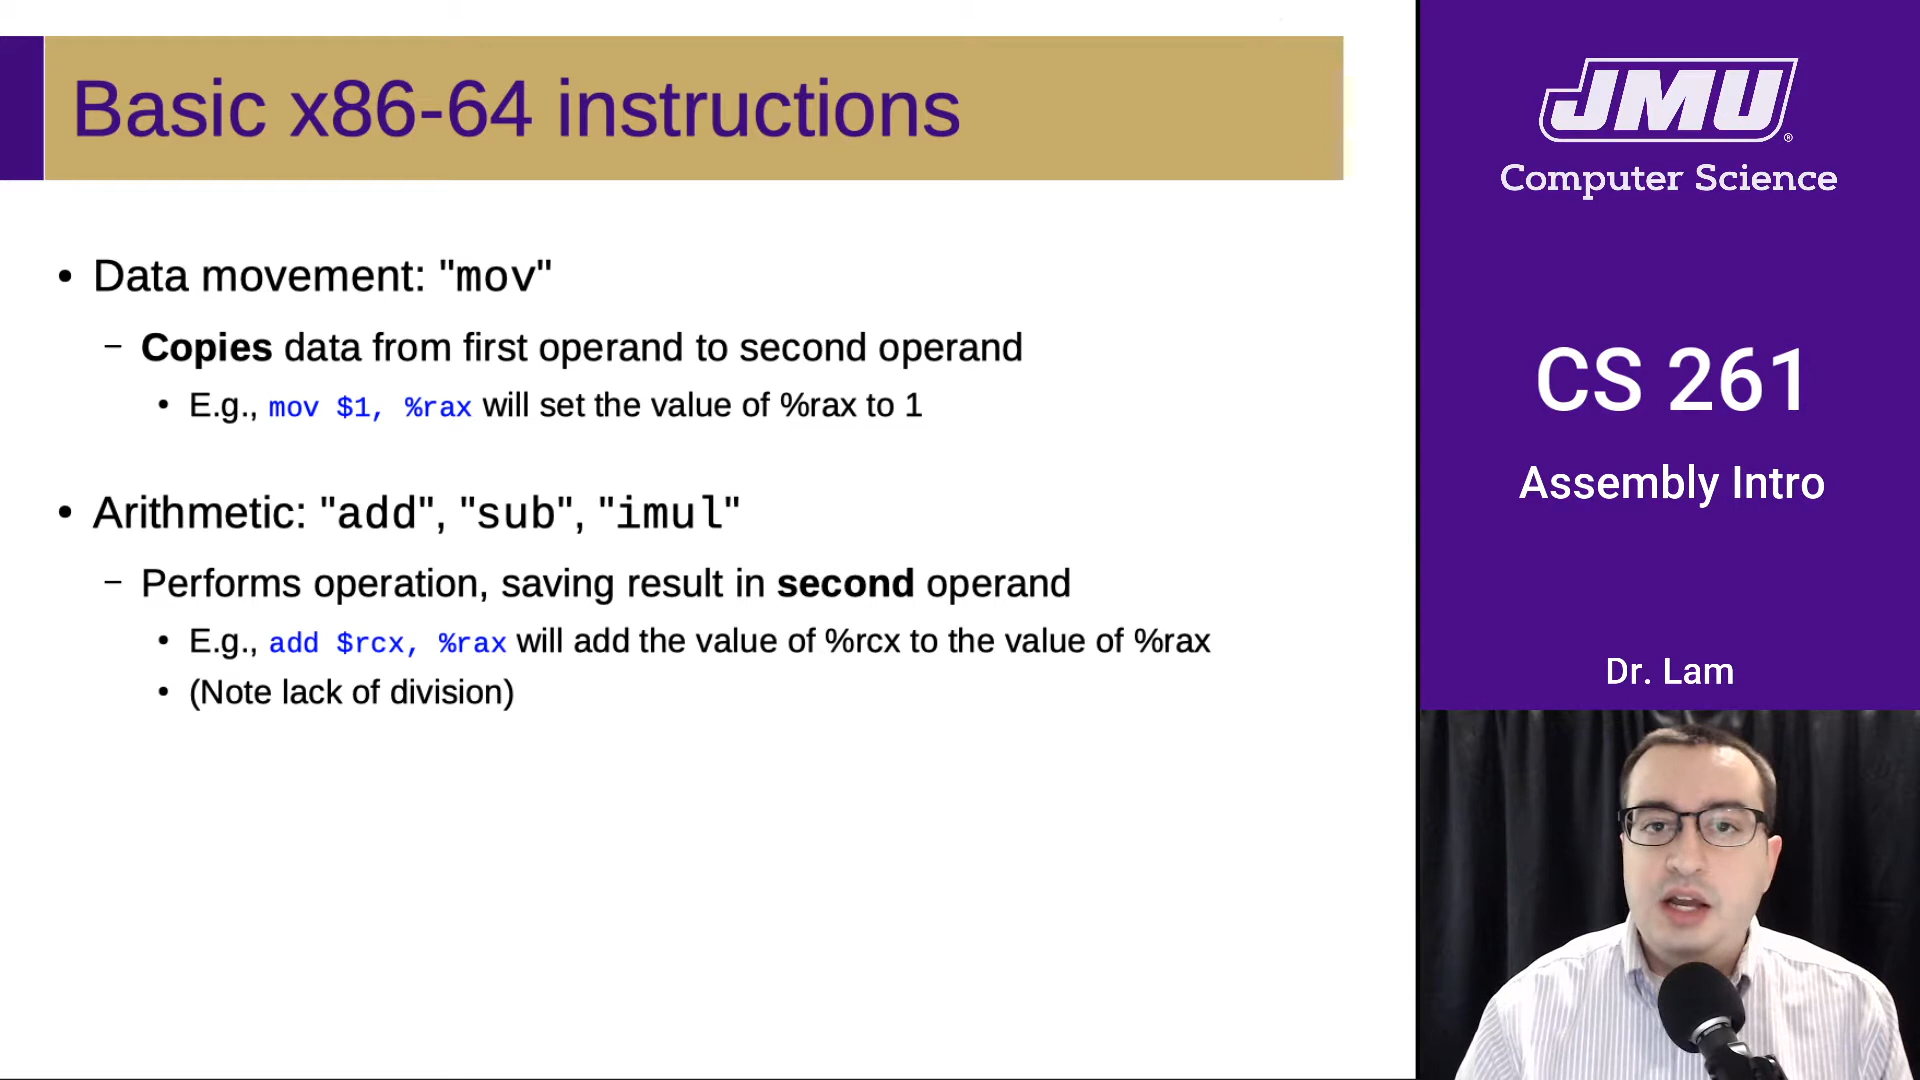 Basic x86-64 instructions
• Data movement: "mov"
– Copies data from first operand to second operand
• E.g., mov $1, %rax will set the value of %rax to 1
• Arithmetic: "add", "sub", "imul"
– Performs operation, saving result in second operand
• E.g., add $rcx, %rax will add the value of %rcx to the value of %rax
• (Note lack of division)
JMU®
Computer Science
CS 261
Assembly Intro
Dr. Lam